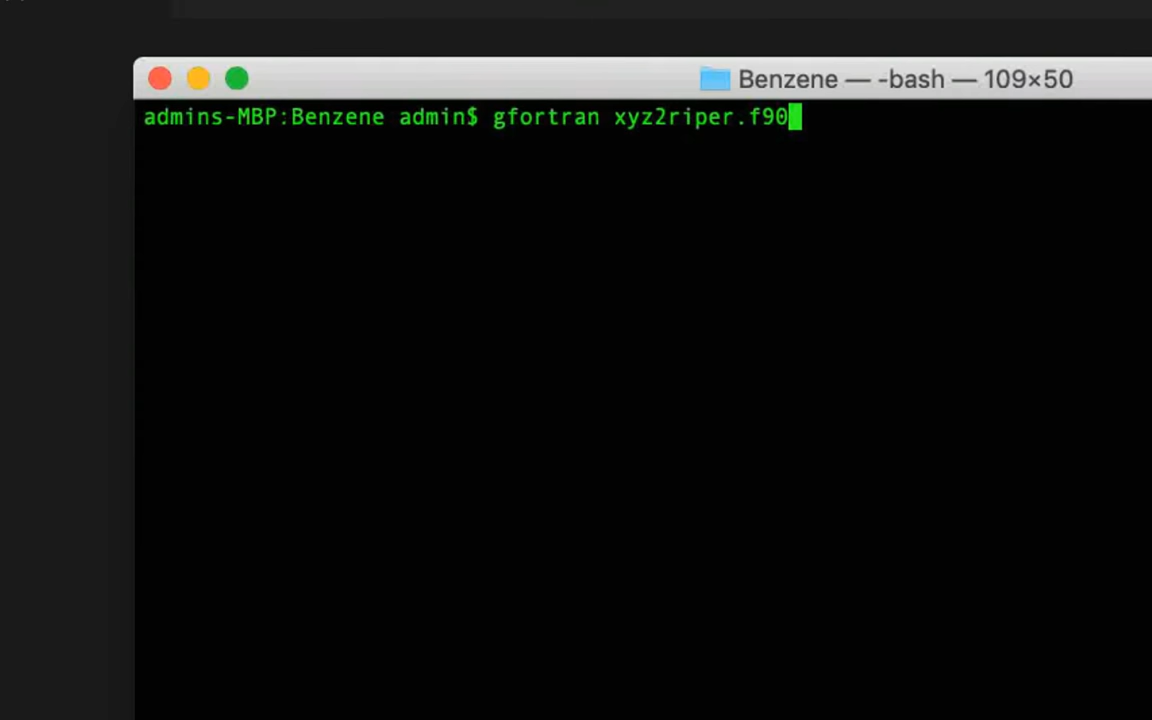 Benzene — -bash — 109×50
admins-MBP:Benzene admin$ gfortran xyz2riper.f90